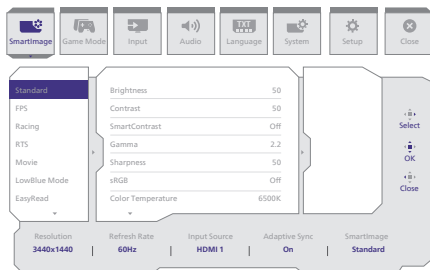 SmartImage
Game Mode
Input
Audio
TXT
Language
System
Setup
Close
Standard
FPS
Racing
RTS
Movie
LowBlue Mode
EasyRead
Brightness 50
Contrast 50
SmartContrast Off
Gamma 2.2
Sharpness 50
sRGB Off
Color Temperature 6500K
Select
OK
Close
Resolution
3440x1440
Refresh Rate
60Hz
Input Source
HDMI 1
Adaptive Sync
On
SmartImage
Standard